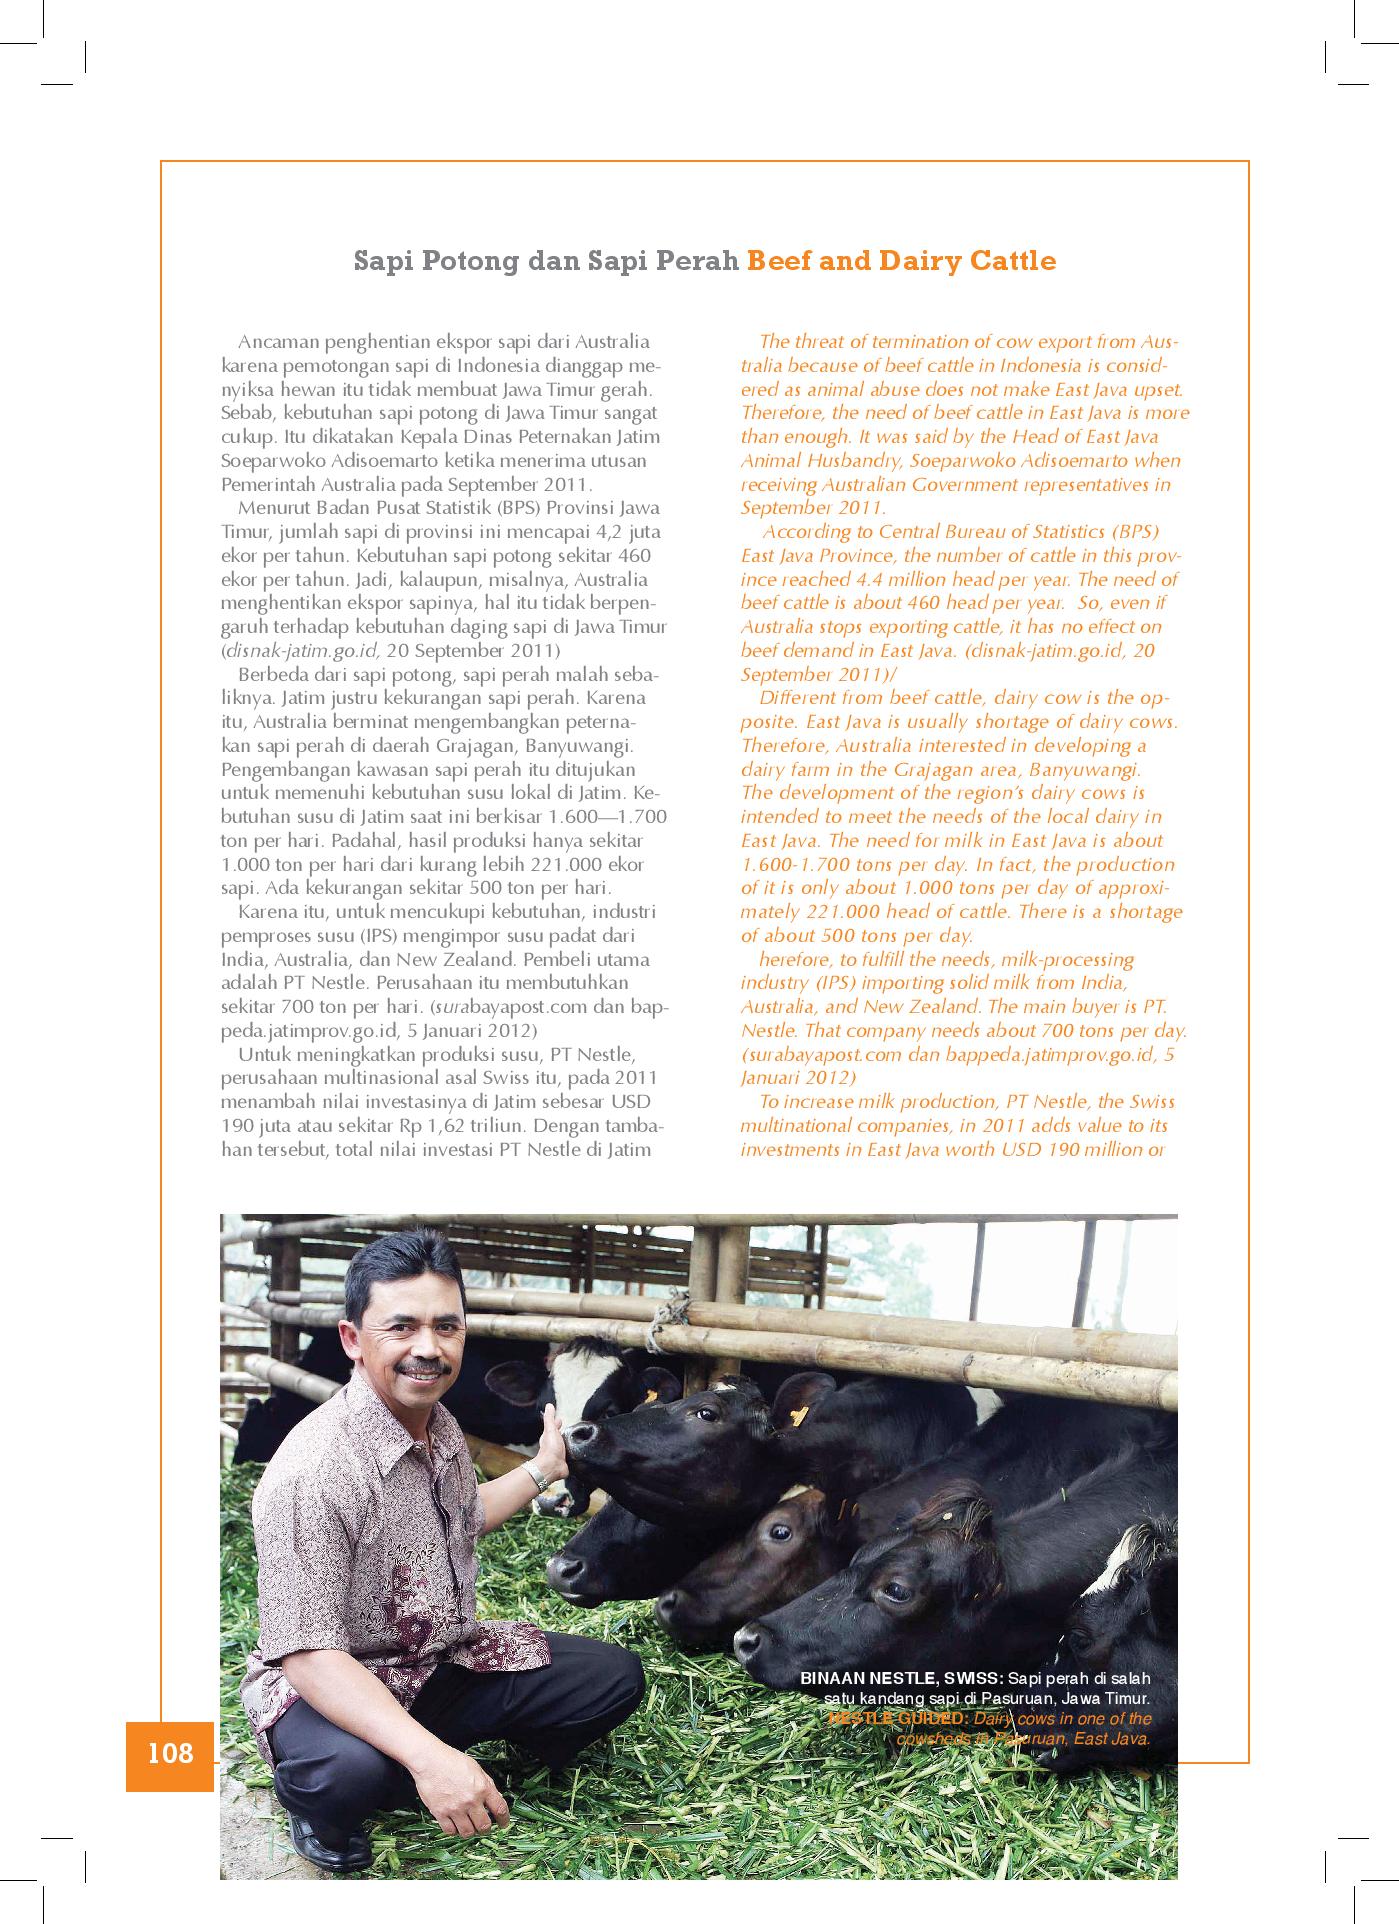 Sapi Potong dan Sapi Perah Beef and Dairy Cattle
Ancaman penghentian ekspor sapi dari Australia
karena pemotongan sapi di Indonesia dianggap me-
nyiksa hewan itu tidak membuat Jawa Timur gerah.
Sebab, kebutuhan sapi potong di Jawa Timur sangat
cukup. Itu dikatakan Kepala Dinas Peternakan Jatim
Soeparwoko Adisoemarto ketika menerima utusan
Pemerintah Australia pada September 2011.
Menurut Badan Pusat Statistik (BPS) Provinsi Jawa
Timur, jumlah sapi di provinsi ini mencapai 4,2 juta
ekor per tahun. Kebutuhan sapi potong sekitar 460
ekor per tahun. Jadi, kalaupun, misalnya, Australia
menghentikan ekspor sapinya, hal itu tidak berpen-
garuh terhadap kebutuhan daging sapi di Jawa Timur
(disnak-jatim.go.id, 20 September 2011)
Berbeda dari sapi potong, sapi perah malah seba-
liknya. Jatim justru kekurangan sapi perah. Karena
itu, Australia berminat mengembangkan peterna-
kan sapi perah di daerah Grajagan, Banyuwangi.
Pengembangan kawasan sapi perah itu ditujukan
untuk memenuhi kebutuhan susu lokal di Jatim. Ke-
butuhan susu di Jatim saat ini berkisar 1.600—1.700
ton per hari. Padahal, hasil produksi hanya sekitar
1.000 ton per hari dari kurang lebih 221.000 ekor
sapi. Ada kekurangan sekitar 500 ton per hari.
Karena itu, untuk mencukupi kebutuhan, industri
pemproses susu (IPS) mengimpor susu padat dari
India, Australia, dan New Zealand. Pembeli utama
adalah PT Nestle. Perusahaan itu membutuhkan
sekitar 700 ton per hari. (surabayapost.com dan bap-
peda.jatimprov.go.id, 5 Januari 2012)
Untuk meningkatkan produksi susu, PT Nestle,
perusahaan multinasional asal Swiss itu, pada 2011
menambah nilai investasinya di Jatim sebesar USD
190 juta atau sekitar Rp 1,62 triliun. Dengan tamba-
han tersebut, total nilai investasi PT Nestle di Jatim
The threat of termination of cow export from Aus-
tralia because of beef cattle in Indonesia is consid-
ered as animal abuse does not make East Java upset.
Therefore, the need of beef cattle in East Java is more
than enough. It was said by the Head of East Java
Animal Husbandry, Soeparwoko Adisoemarto when
receiving Australian Government representatives in
September 2011.
According to Central Bureau of Statistics (BPS)
East Java Province, the number of cattle in this prov-
ince reached 4.4 million head per year. The need of
beef cattle is about 460 head per year. So, even if
Australia stops exporting cattle, it has no effect on
beef demand in East Java. (disnak-jatim.go.id, 20
September 2011)/
Different from beef cattle, dairy cow is the op-
posite. East Java is usually shortage of dairy cows.
Therefore, Australia interested in developing a
dairy farm in the Grajagan area, Banyuwangi.
The development of the region's dairy cows is
intended to meet the needs of the local dairy in
East Java. The need for milk in East Java is about
1.600-1.700 tons per day. In fact, the production
of it is only about 1.000 tons per day of approxi-
mately 221.000 head of cattle. There is a shortage
of about 500 tons per day.
herefore, to fulfill the needs, milk-processing
industry (IPS) importing solid milk from India,
Australia, and New Zealand. The main buyer is PT.
Nestle. That company needs about 700 tons per day.
(surabayapost.com dan bappeda.jatimprov.go.id, 5
Januari 2012)
To increase milk production, PT Nestle, the Swiss
multinational companies, in 2011 adds value to its
investments in East Java worth USD 190 million or
BINAAN NESTLE, SWISS: Sapi perah di salah
satu kandang sapi di Pasuruan, Jawa Timur.
NESTLE GUIDED: Dairy cows in one of the
cowsheds in Pasuruan, East Java.
108